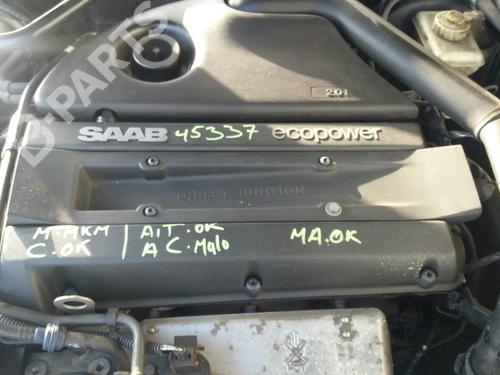 B-PARTS
2.0t
SAAB 45337 ecopower
DIRECT IGNITION
M.MKM
C.OK
A/T.OK
A C.Malo
MA.OK